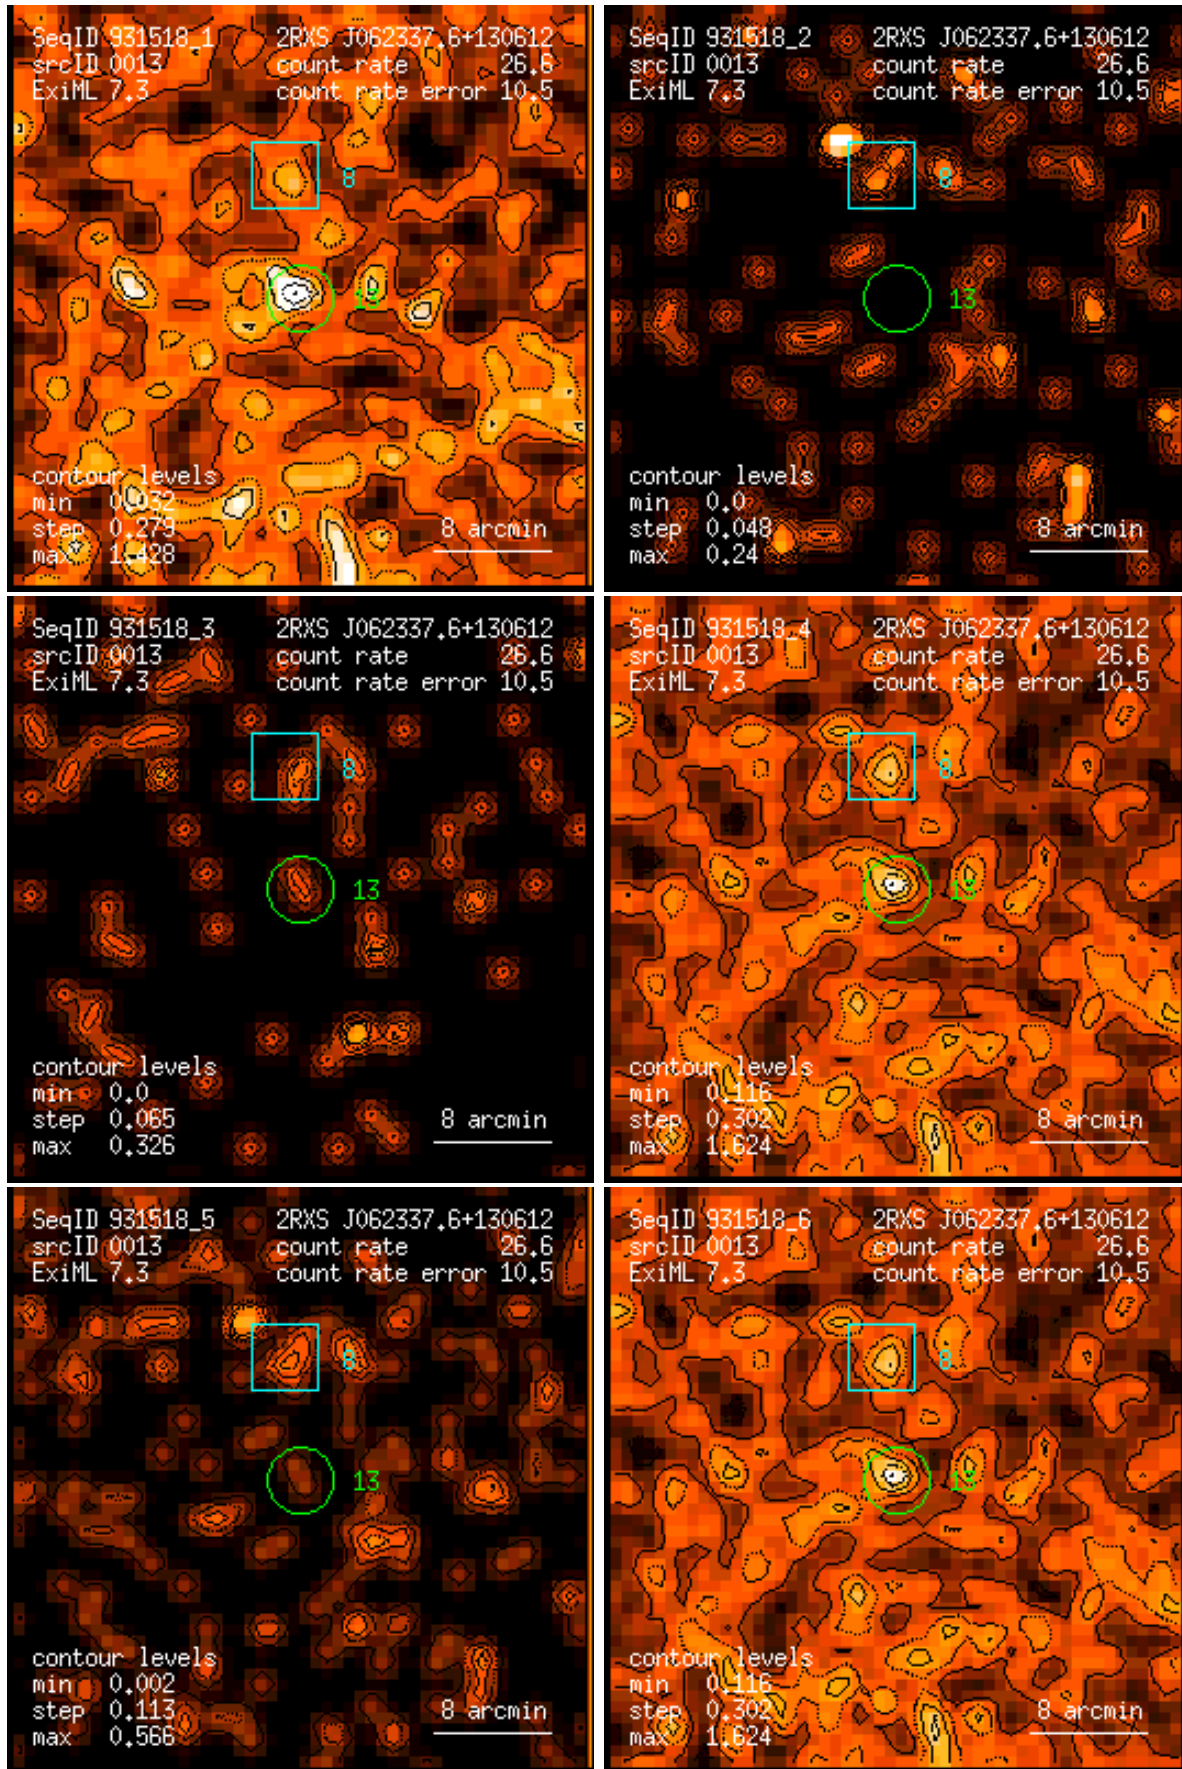 SeqID 931518_1 2RXS J062337.6+130612
srcID 0013 count rate 26.6
ExiML 7.3 count rate error 10.5
8
13
contour levels
min 0.032
step 0.279 8 arcmin
max 1.428
SeqID 931518_2 2RXS J062337.6+130612
srcID 0013 count rate 26.6
ExiML 7.3 count rate error 10.5
8
13
contour levels
min 0.0
step 0.048 8 arcmin
max 0.24
SeqID 931518_3 2RXS J062337.6+130612
srcID 0013 count rate 26.6
ExiML 7.3 count rate error 10.5
8
13
contour levels
min 0.0
step 0.065 8 arcmin
max 0.326
SeqID 931518_4 2RXS J062337.6+130612
srcID 0013 count rate 26.6
ExiML 7.3 count rate error 10.5
8
13
contour levels
min 0.116
step 0.302 8 arcmin
max 1.624
SeqID 931518_5 2RXS J062337.6+130612
srcID 0013 count rate 26.6
ExiML 7.3 count rate error 10.5
8
13
contour levels
min 0.002
step 0.113 8 arcmin
max 0.566
SeqID 931518_6 2RXS J062337.6+130612
srcID 0013 count rate 26.6
ExiML 7.3 count rate error 10.5
8
13
contour levels
min 0.116
step 0.302 8 arcmin
max 1.624